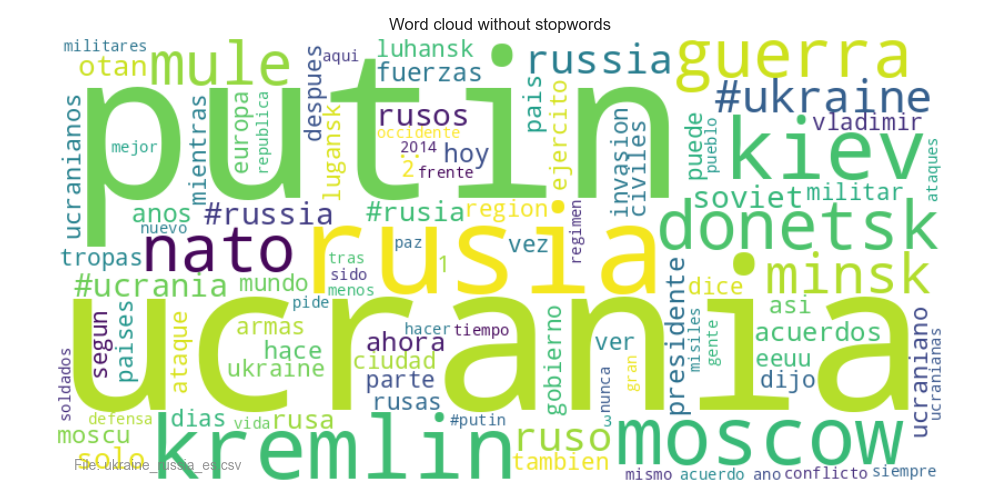 Word cloud without stopwords
militares
otan
mule
aqui
despues
luhansk
fuerzas
russia
guerra
#ukraine
vladimir
putin
ucranianos
mejor
mientras
europa
republica
lugansk
rusos
occidente
2014
2
hoy
frente
pais
ejercito
invasion
civiles
puede
pueblo
kiev
ataques
soviet
militar
anos
nuevo
#russia
#rusia
region
regimen
donetsk
tropas
nato
rusia
paz
1
vez
minsk
#ucrania
mundo
tras
sido
menos
pide
dice
presidente
asi
ucrania
segun
paises
ataque
armas
hace
ukraine
ahora
hacer
tiempo
ciudad
parte
rusas
gobierno
ver
nunca
gran
misiles
gente
acuerdos
eeuu
dijo
ucraniano
ucranianas
soldados
defensa
dias
vida
rusa
#putin
3
moscu
solo
kremlin
ruso
tambien
moscow
mismo
acuerdo
ano
conflicto
siempre
File: ukraine_russia_es.csv